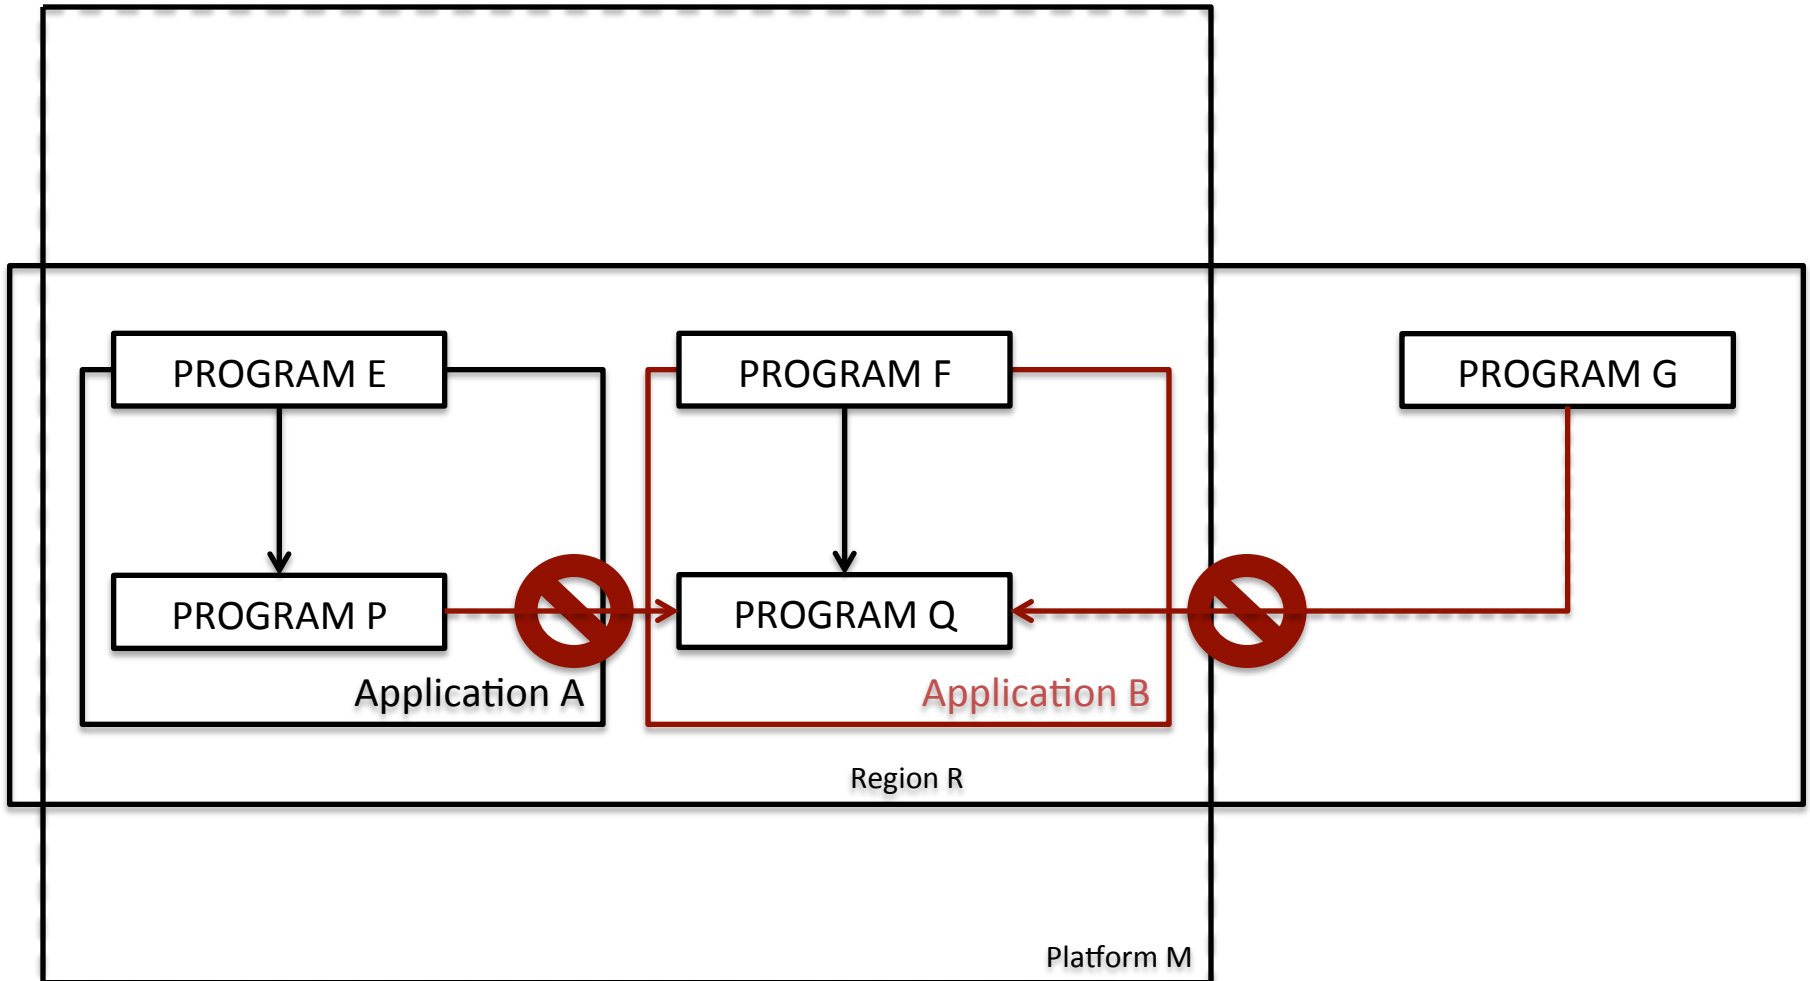 PROGRAM E
PROGRAM F
PROGRAM G
PROGRAM P
PROGRAM Q
Application A
Application B
Region R
Platform M